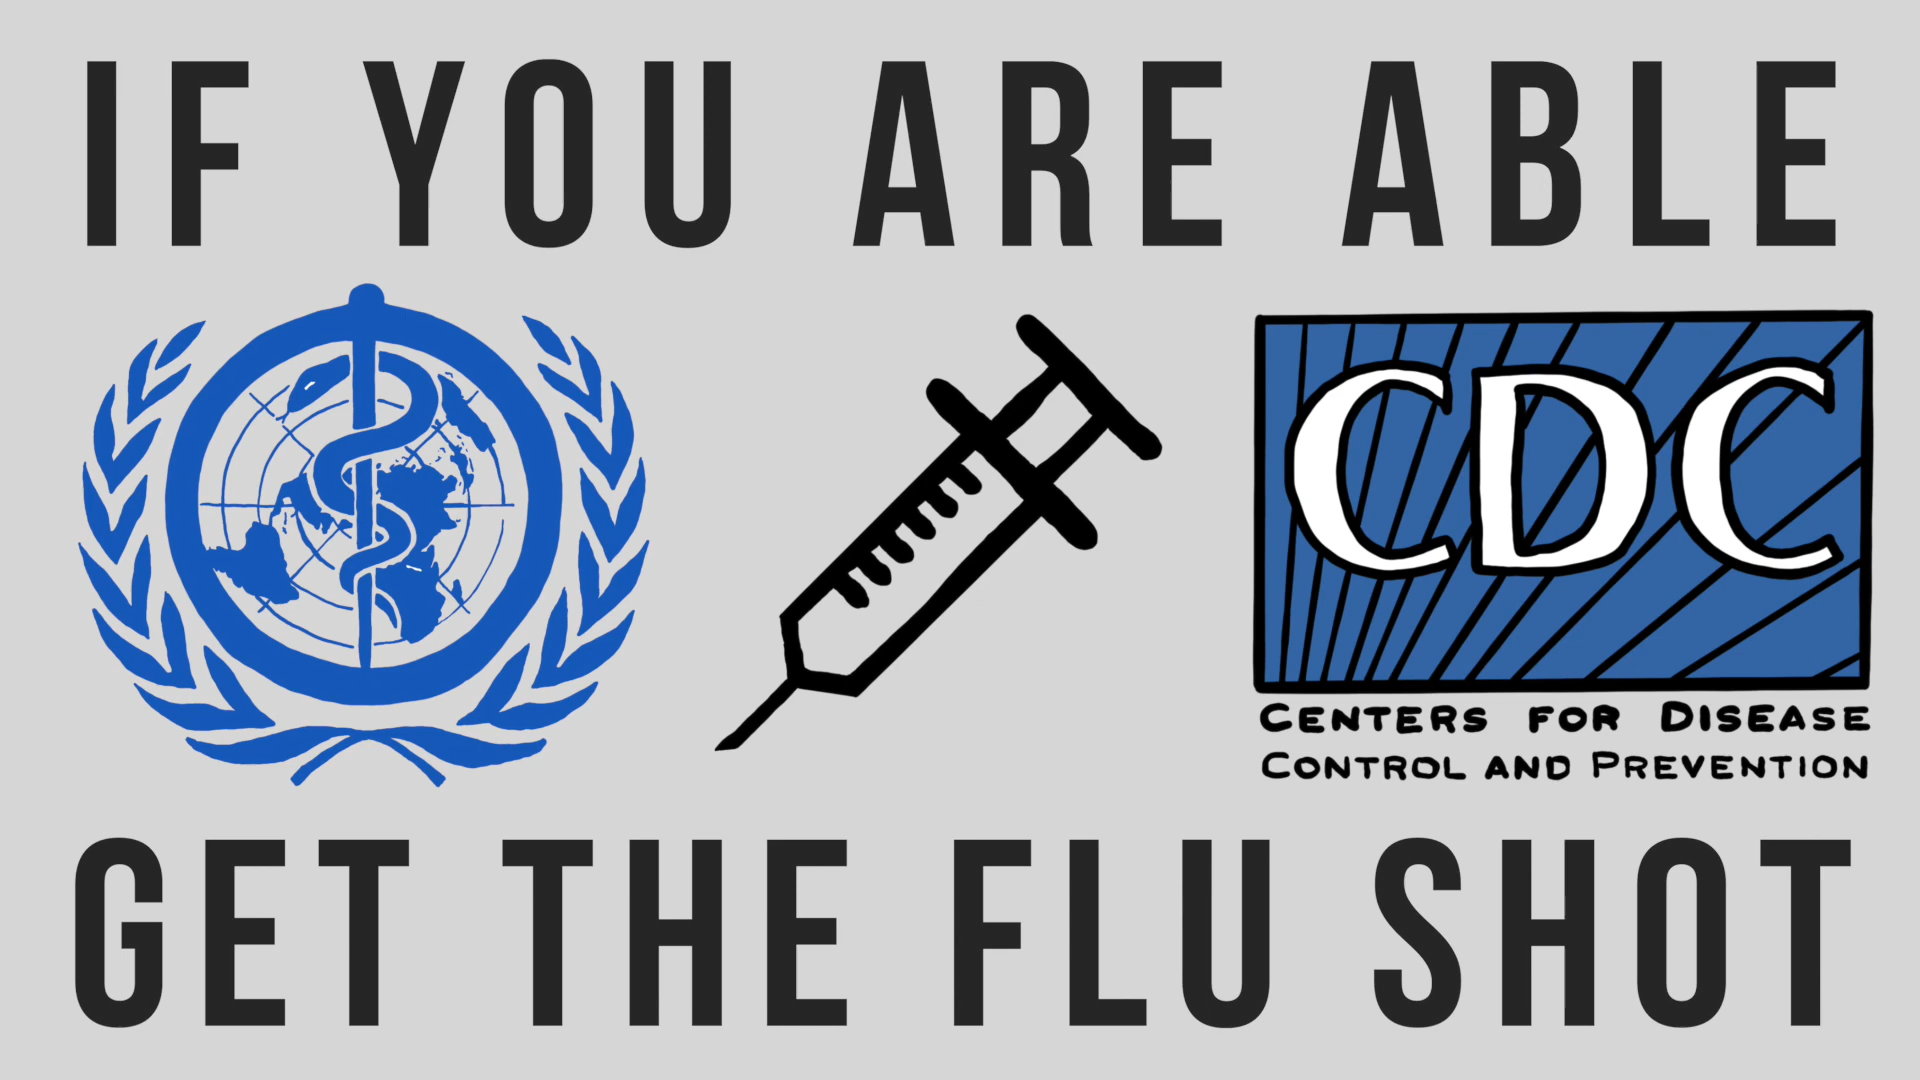 IF YOU ARE ABLE
CDC
CENTERS FOR DISEASE
CONTROL AND PREVENTION
GET THE FLU SHOT